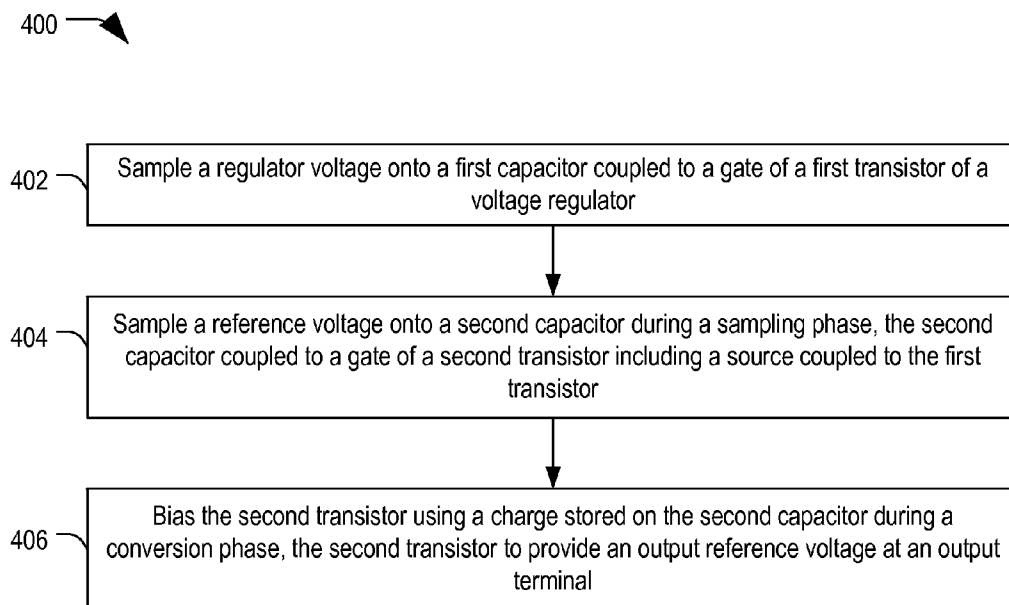 400
402
Sample a regulator voltage onto a first capacitor coupled to a gate of a first transistor of a
voltage regulator
404
Sample a reference voltage onto a second capacitor during a sampling phase, the second
capacitor coupled to a gate of a second transistor including a source coupled to the first
transistor
406
Bias the second transistor using a charge stored on the second capacitor during a
conversion phase, the second transistor to provide an output reference voltage at an output
terminal